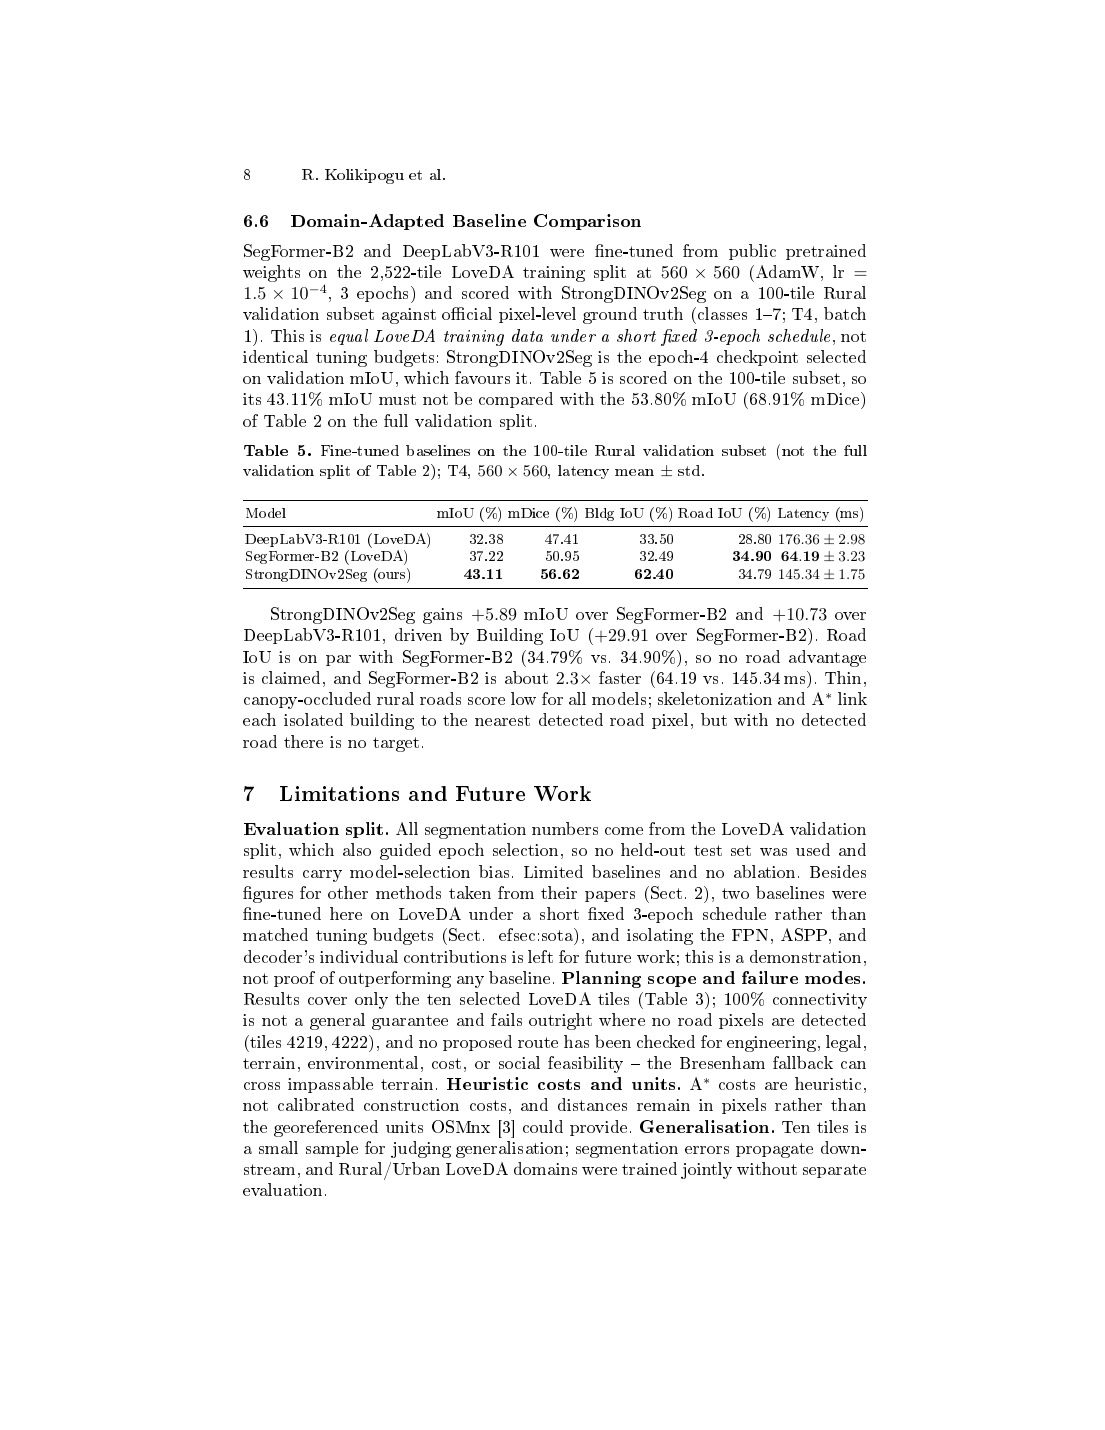 8 R. Kolikipogu et al.
6.6 Domain-Adapted Baseline Comparison
SegFormer-B2 and DeepLabV3-R101 were fine-tuned from public pretrained
weights on the 2,522-tile LoveDA training split at 560 × 560 (AdamW, lr =
1.5 × 10⁻⁴, 3 epochs) and scored with StrongDINOv2Seg on a 100-tile Rural
validation subset against official pixel-level ground truth (classes 1–7; T4, batch
1). This is equal LoveDA training data under a short fixed 3-epoch schedule, not
identical tuning budgets: StrongDINOv2Seg is the epoch-4 checkpoint selected
on validation mIoU, which favours it. Table 5 is scored on the 100-tile subset, so
its 43.11% mIoU must not be compared with the 53.80% mIoU (68.91% mDice)
of Table 2 on the full validation split.
Table 5. Fine-tuned baselines on the 100-tile Rural validation subset (not the full
validation split of Table 2); T4, 560 × 560, latency mean ± std.
Model mIoU (%) mDice (%) Bldg IoU (%) Road IoU (%) Latency (ms)
DeepLabV3-R101 (LoveDA) 32.38 47.41 33.50 28.80 176.36 ± 2.98
SegFormer-B2 (LoveDA) 37.22 50.95 32.49 34.90 64.19 ± 3.23
StrongDINOv2Seg (ours) 43.11 56.62 62.40 34.79 145.34 ± 1.75
StrongDINOv2Seg gains +5.89 mIoU over SegFormer-B2 and +10.73 over
DeepLabV3-R101, driven by Building IoU (+29.91 over SegFormer-B2). Road
IoU is on par with SegFormer-B2 (34.79% vs. 34.90%), so no road advantage
is claimed, and SegFormer-B2 is about 2.3× faster (64.19 vs. 145.34 ms). Thin,
canopy-occluded rural roads score low for all models; skeletonization and A* link
each isolated building to the nearest detected road pixel, but with no detected
road there is no target.
7 Limitations and Future Work
Evaluation split. All segmentation numbers come from the LoveDA validation
split, which also guided epoch selection, so no held-out test set was used and
results carry model-selection bias. Limited baselines and no ablation. Besides
figures for other methods taken from their papers (Sect. 2), two baselines were
fine-tuned here on LoveDA under a short fixed 3-epoch schedule rather than
matched tuning budgets (Sect. efsec:sota), and isolating the FPN, ASPP, and
decoder's individual contributions is left for future work; this is a demonstration,
not proof of outperforming any baseline. Planning scope and failure modes.
Results cover only the ten selected LoveDA tiles (Table 3); 100% connectivity
is not a general guarantee and fails outright where no road pixels are detected
(tiles 4219, 4222), and no proposed route has been checked for engineering, legal,
terrain, environmental, cost, or social feasibility – the Bresenham fallback can
cross impassable terrain. Heuristic costs and units. A* costs are heuristic,
not calibrated construction costs, and distances remain in pixels rather than
the georeferenced units OSMnx [3] could provide. Generalisation. Ten tiles is
a small sample for judging generalisation; segmentation errors propagate down-
stream, and Rural/Urban LoveDA domains were trained jointly without separate
evaluation.